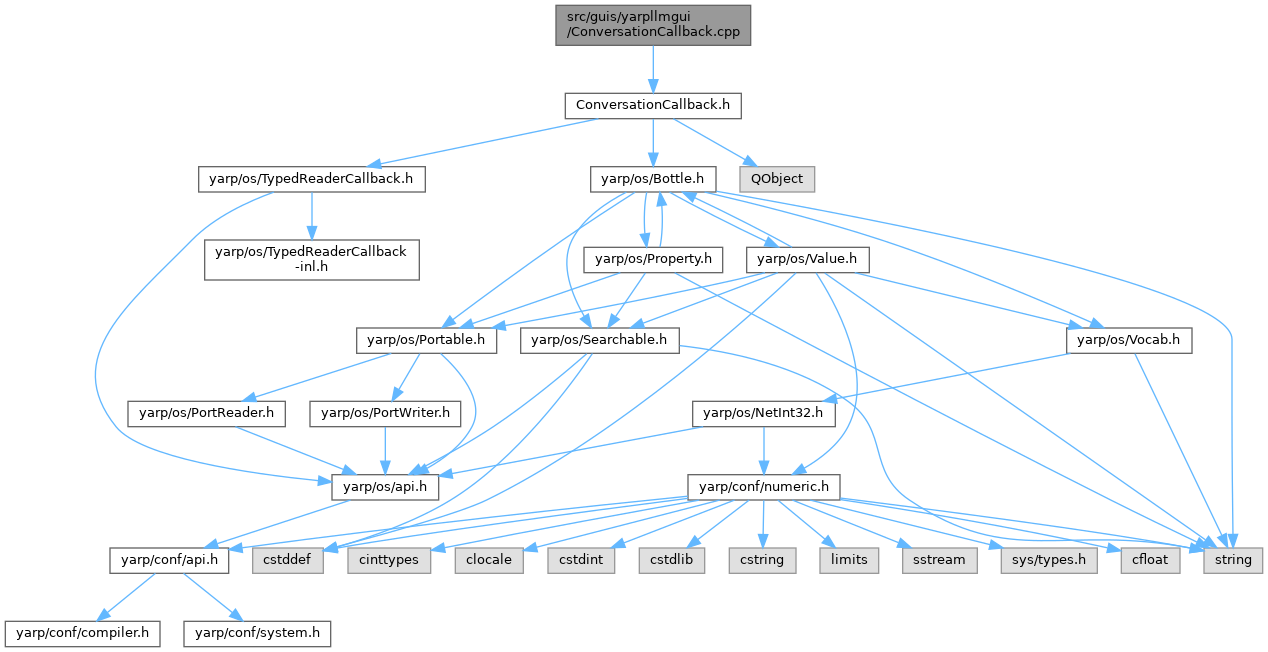 src/guis/yarpllmgui
/ConversationCallback.cpp
ConversationCallback.h
yarp/os/TypedReaderCallback.h
yarp/os/Bottle.h
QObject
yarp/os/TypedReaderCallback
-inl.h
yarp/os/Property.h
yarp/os/Value.h
yarp/os/Portable.h
yarp/os/Searchable.h
yarp/os/Vocab.h
yarp/os/PortReader.h
yarp/os/PortWriter.h
yarp/os/NetInt32.h
yarp/os/api.h
yarp/conf/numeric.h
yarp/conf/api.h
cstddef
cinttypes
clocale
cstdint
cstdlib
cstring
limits
sstream
sys/types.h
cfloat
string
yarp/conf/compiler.h
yarp/conf/system.h